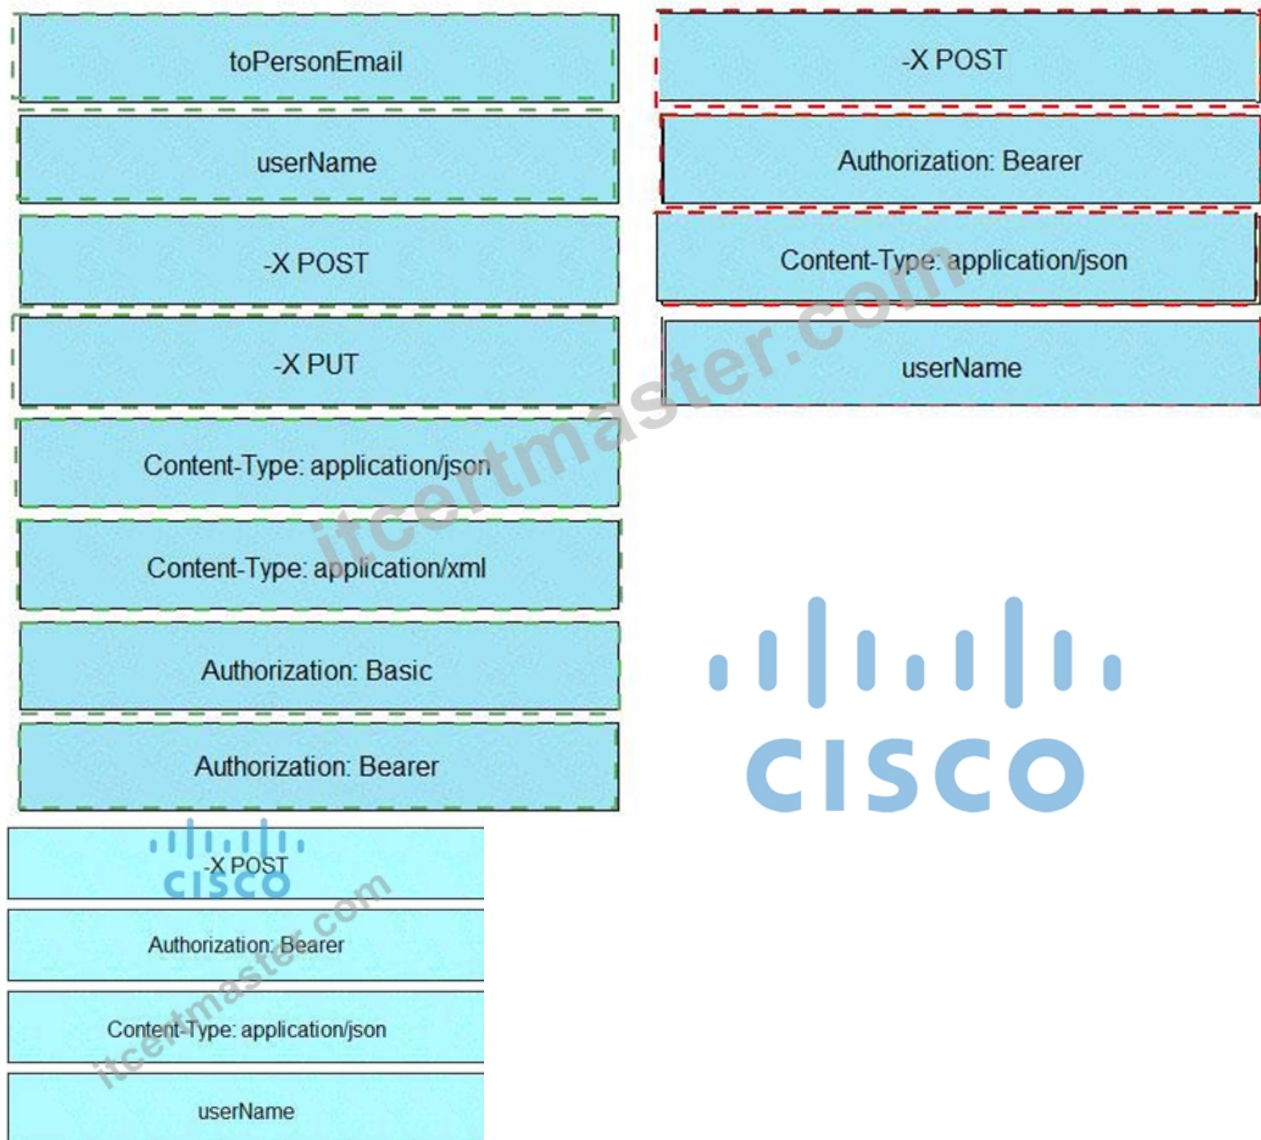 toPersonEmail
userName
-X POST
-X PUT
Content-Type: application/json
Content-Type: application/xml
Authorization: Basic
Authorization: Bearer
-X POST
Authorization: Bearer
Content-Type: application/json
userName
itcertmaster.com
CISCO
-X POST
CISCO
Authorization: Bearer
Content-Type: application/json
userName
itcertmaster.com